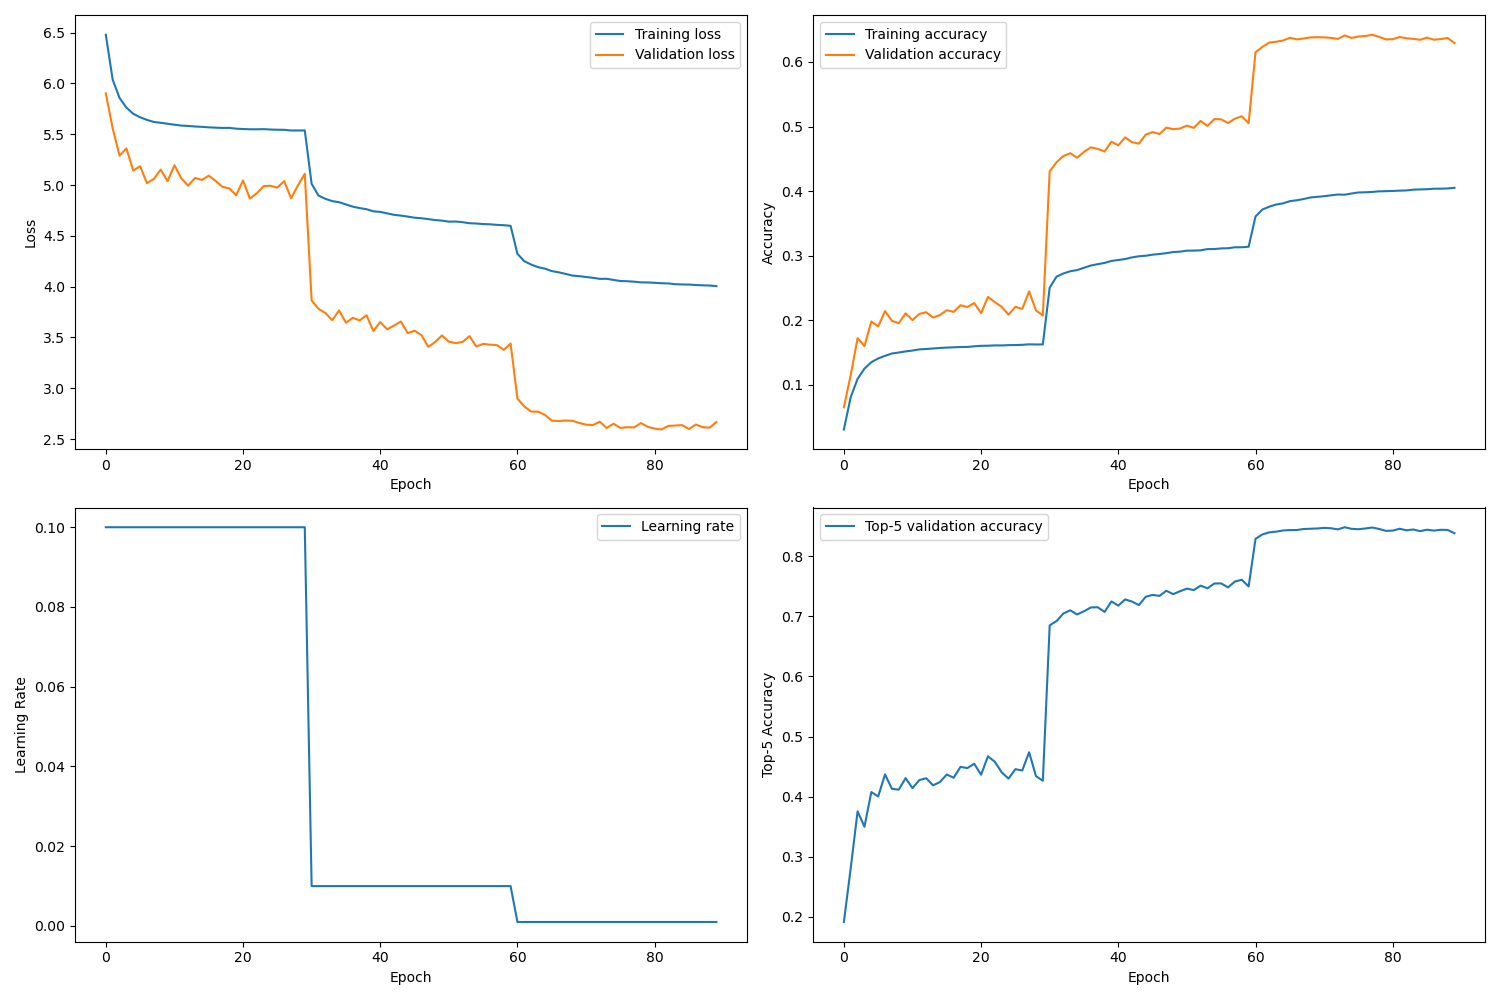 6.5
6.0
5.5
5.0
4.5
4.0
3.5
3.0
2.5
Loss
0 20 40 60 80
Epoch
Training loss
Validation loss
0.6
0.5
0.4
0.3
0.2
0.1
Accuracy
0 20 40 60 80
Epoch
Training accuracy
Validation accuracy
0.10
0.08
0.06
0.04
0.02
0.00
Learning Rate
0 20 40 60 80
Epoch
Learning rate
0.8
0.7
0.6
0.5
0.4
0.3
0.2
Top-5 Accuracy
0 20 40 60 80
Epoch
Top-5 validation accuracy